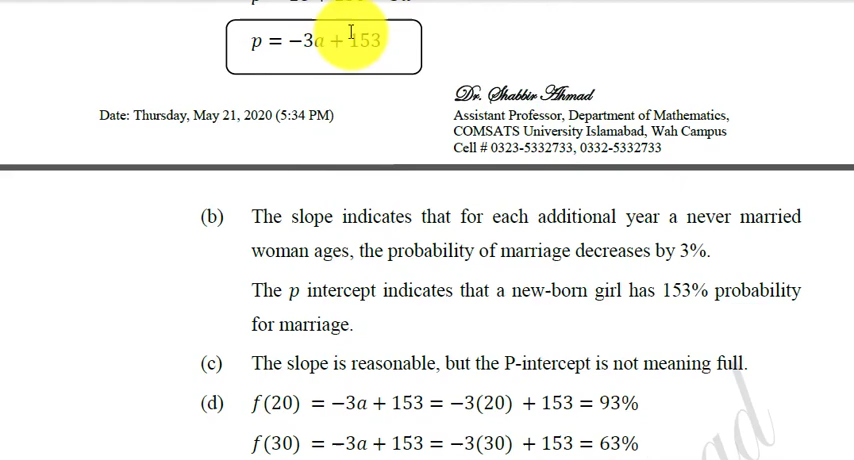 p = −3a + 153
Dr. Shabbir Ahmad
Date: Thursday, May 21, 2020 (5:34 PM)
Assistant Professor, Department of Mathematics,
COMSATS University Islamabad, Wah Campus
Cell # 0323-5332733, 0332-5332733
(b) The slope indicates that for each additional year a never married
woman ages, the probability of marriage decreases by 3%.
The p intercept indicates that a new-born girl has 153% probability
for marriage.
(c) The slope is reasonable, but the P-intercept is not meaning full.
(d) f(20) = −3a + 153 = −3(20) + 153 = 93%
f(30) = −3a + 153 = −3(30) + 153 = 63%